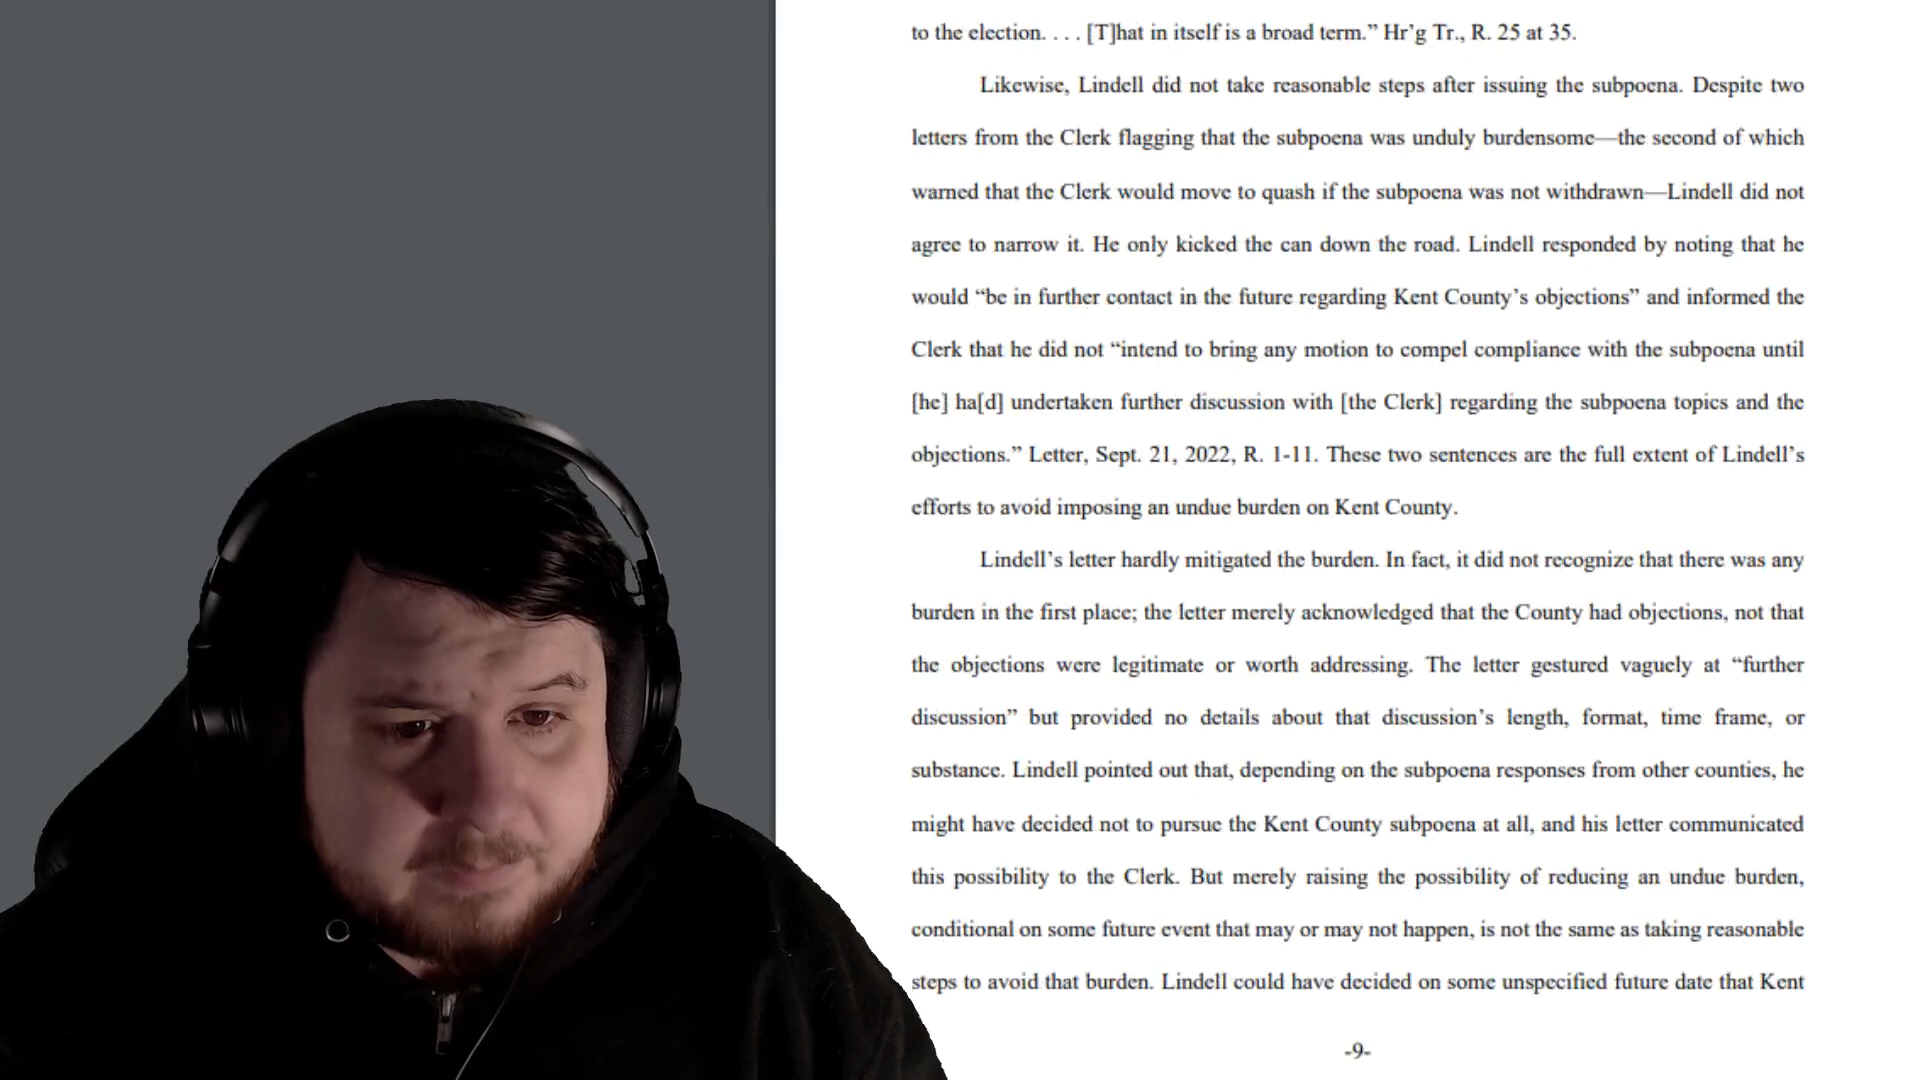 to the election. . . . [T]hat in itself is a broad term.” Hr’g Tr., R. 25 at 35.
Likewise, Lindell did not take reasonable steps after issuing the subpoena. Despite two
letters from the Clerk flagging that the subpoena was unduly burdensome—the second of which
warned that the Clerk would move to quash if the subpoena was not withdrawn—Lindell did not
agree to narrow it. He only kicked the can down the road. Lindell responded by noting that he
would “be in further contact in the future regarding Kent County’s objections” and informed the
Clerk that he did not “intend to bring any motion to compel compliance with the subpoena until
[he] ha[d] undertaken further discussion with [the Clerk] regarding the subpoena topics and the
objections.” Letter, Sept. 21, 2022, R. 1-11. These two sentences are the full extent of Lindell’s
efforts to avoid imposing an undue burden on Kent County.
Lindell’s letter hardly mitigated the burden. In fact, it did not recognize that there was any
burden in the first place; the letter merely acknowledged that the County had objections, not that
the objections were legitimate or worth addressing. The letter gestured vaguely at “further
discussion” but provided no details about that discussion’s length, format, time frame, or
substance. Lindell pointed out that, depending on the subpoena responses from other counties, he
might have decided not to pursue the Kent County subpoena at all, and his letter communicated
this possibility to the Clerk. But merely raising the possibility of reducing an undue burden,
conditional on some future event that may or may not happen, is not the same as taking reasonable
steps to avoid that burden. Lindell could have decided on some unspecified future date that Kent
-9-